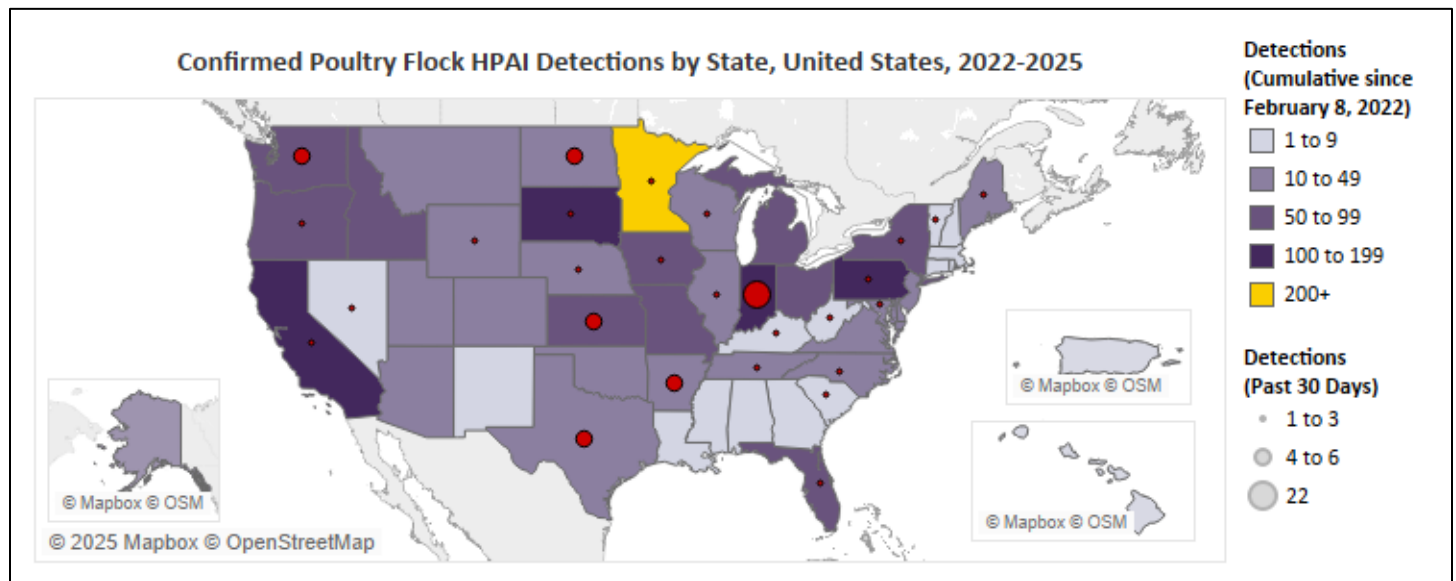 Confirmed Poultry Flock HPAI Detections by State, United States, 2022-2025
Detections
(Cumulative since
February 8, 2022)
1 to 9
10 to 49
50 to 99
100 to 199
200+
Detections
(Past 30 Days)
1 to 3
4 to 6
22
© Mapbox © OSM
© Mapbox © OSM
© Mapbox © OSM
© 2025 Mapbox © OpenStreetMap